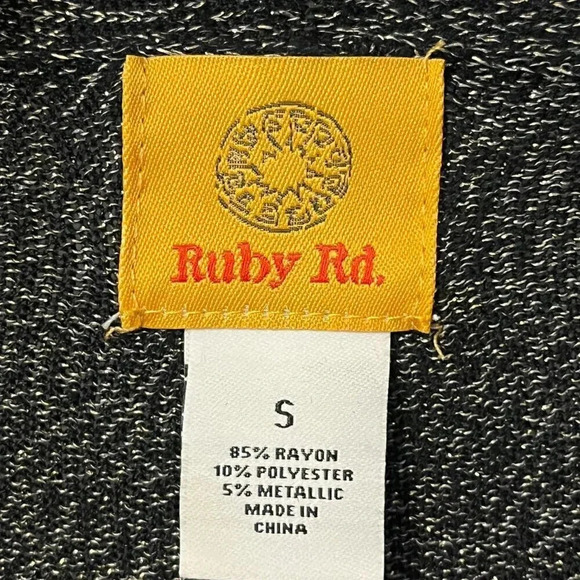 Ruby Rd.
S
85% RAYON
10% POLYESTER
5% METALLIC
MADE IN
CHINA